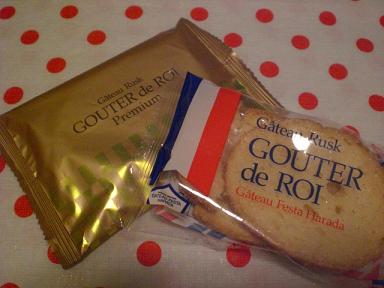 Gâteau Rusk
GOUTER de ROI
Premium
Gâteau Rusk
GOUTER
de ROI
Gâteau Festa Harada